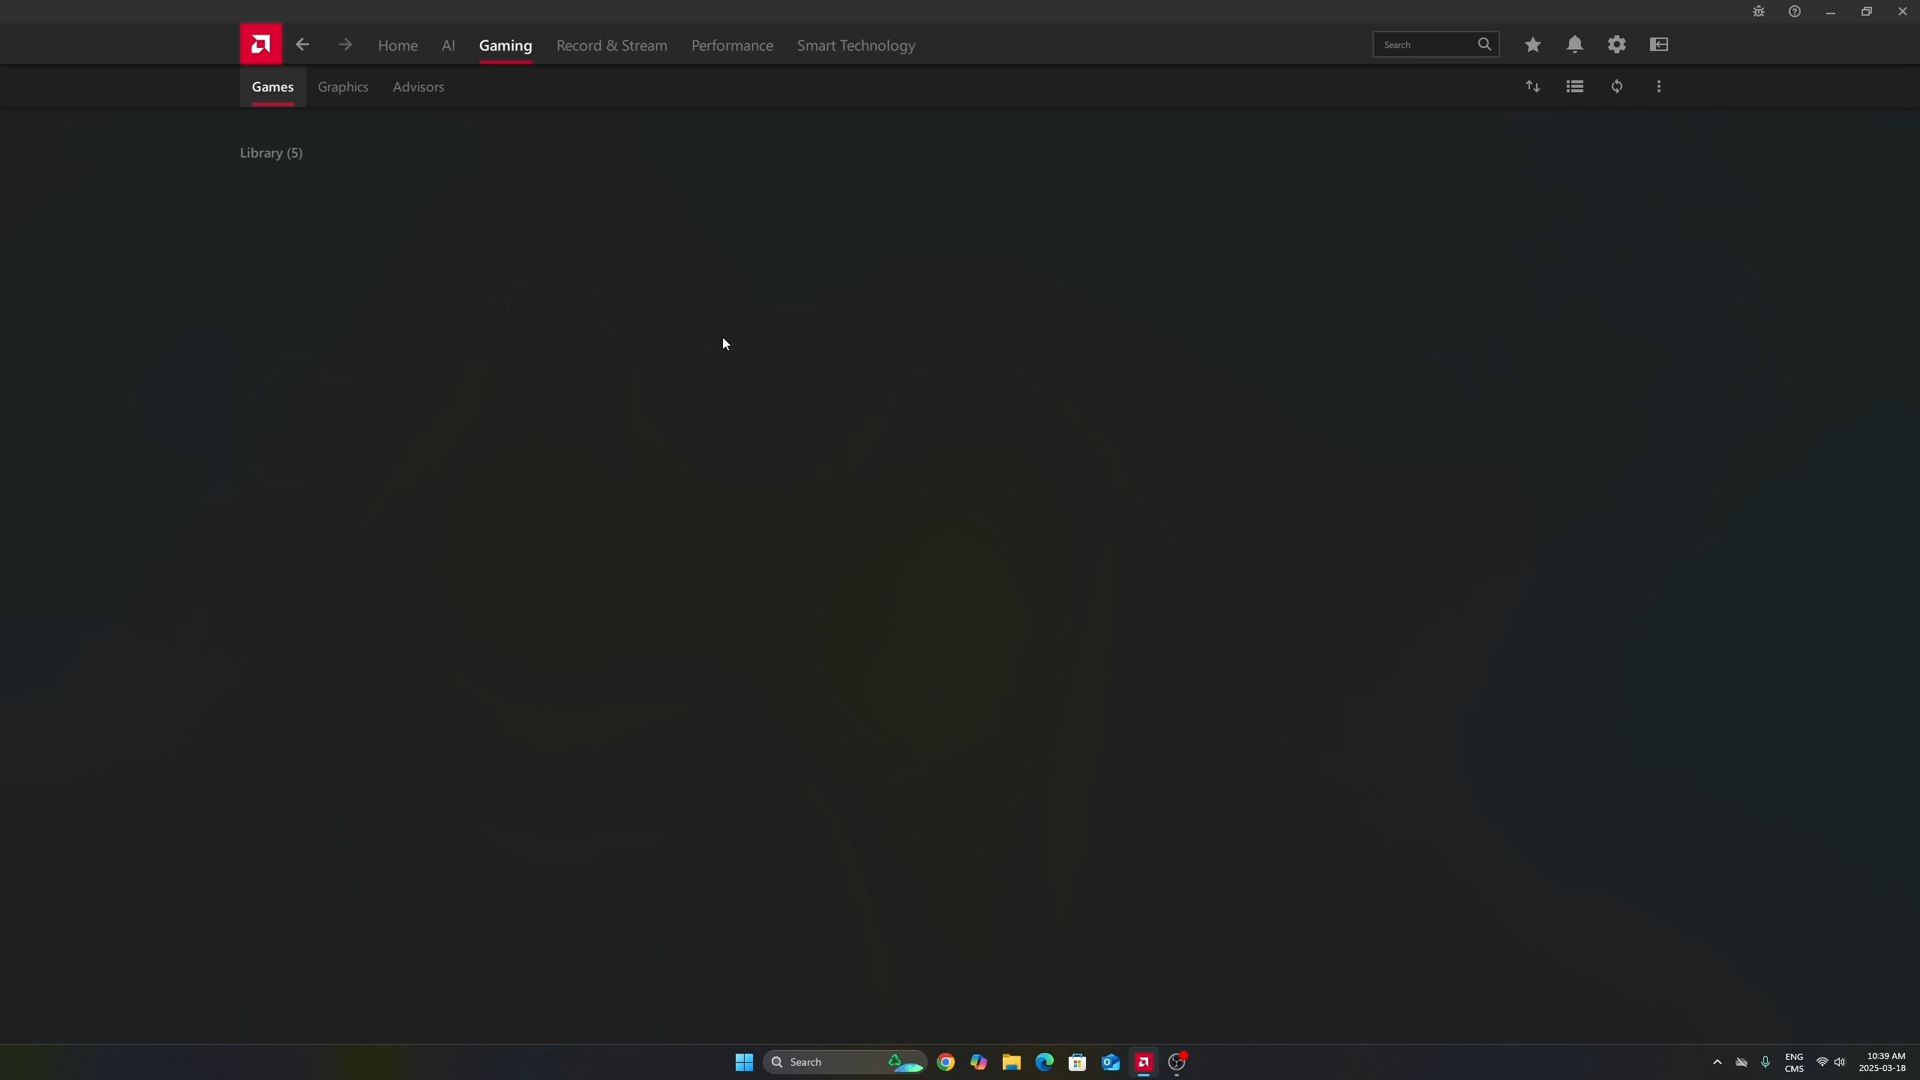 Home AI Gaming Record & Stream Performance Smart Technology Search
Games Graphics Advisors
Library (5)
Search
ENG
CMS
10:39 AM
2025-03-18